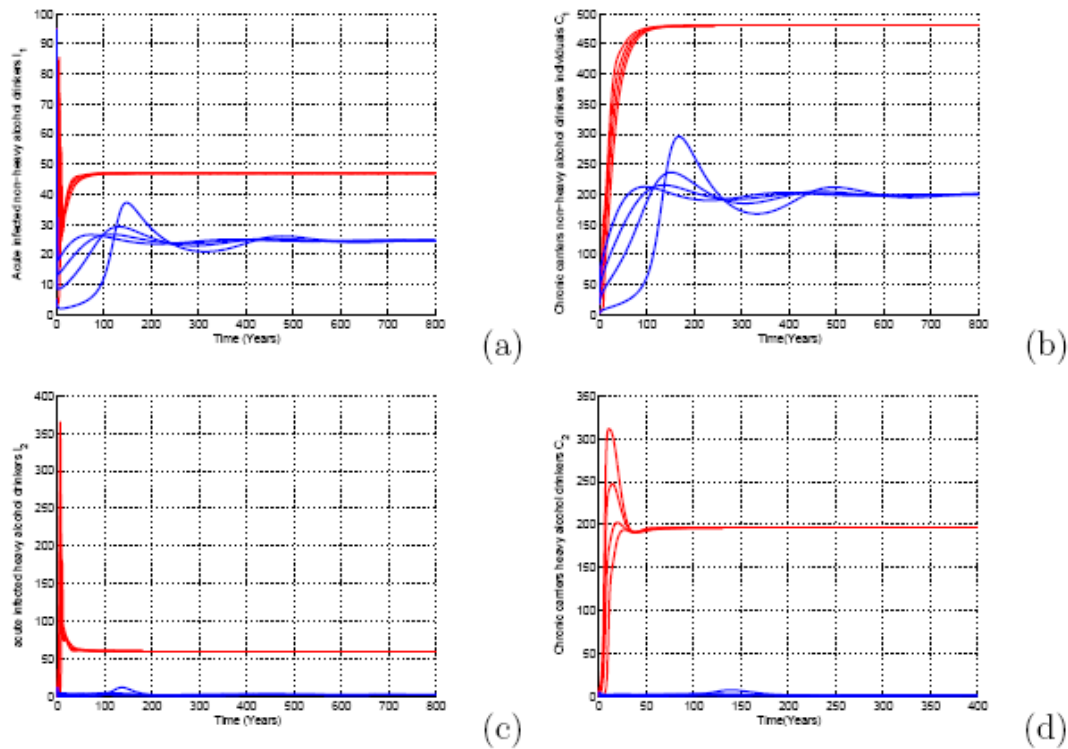 100
90
80
70
60
50
40
30
20
10
0
Acute infected non-heavy alcohol drinkers I_1
0 100 200 300 400 500 600 700 800
Time (Years)
(a)
500
450
400
350
300
250
200
150
100
50
0
Chronic carriers non-heavy alcohol drinkers individuals C_1
0 100 200 300 400 500 600 700 800
Time(Years)
(b)
400
350
300
250
200
150
100
50
0
acute infected heavy alcohol drinkers I_2
0 100 200 300 400 500 600 700 800
Time (Years)
(c)
350
300
250
200
150
100
50
0
Chronic carriers heavy alcohol drinkers C_2
0 50 100 150 200 250 300 350 400
Time(Years)
(d)